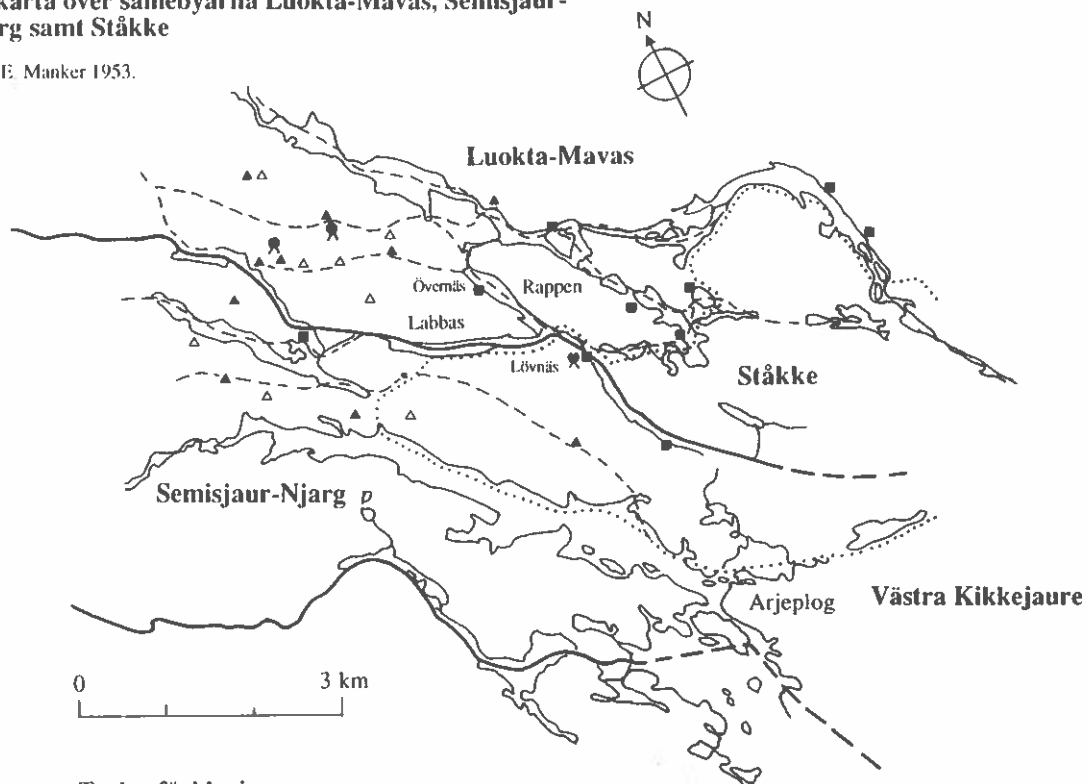 karta över samebyarna Luokta-Mavas, Semisjaur-
rg samt Ståkke
E. Manker 1953.
N
Luokta-Mavas
Övernäs
Rappen
Labbas
Lövnäs
Ståkke
Semisjaur-Njarg
Arjeplog
Västra Kikkejaure
0
3 km